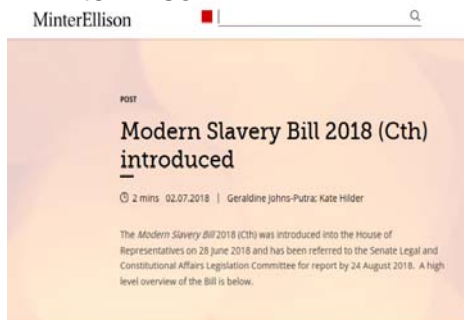 MinterEllison
POST
Modern Slavery Bill 2018 (Cth)
introduced
2 mins 02.07.2018 | Geraldine Johns-Putra; Kate Hilder
The Modern Slavery Bill 2018 (Cth) was introduced into the House of
Representatives on 28 June 2018 and has been referred to the Senate Legal and
Constitutional Affairs Legislation Committee for report by 24 August 2018. A high
level overview of the Bill is below.